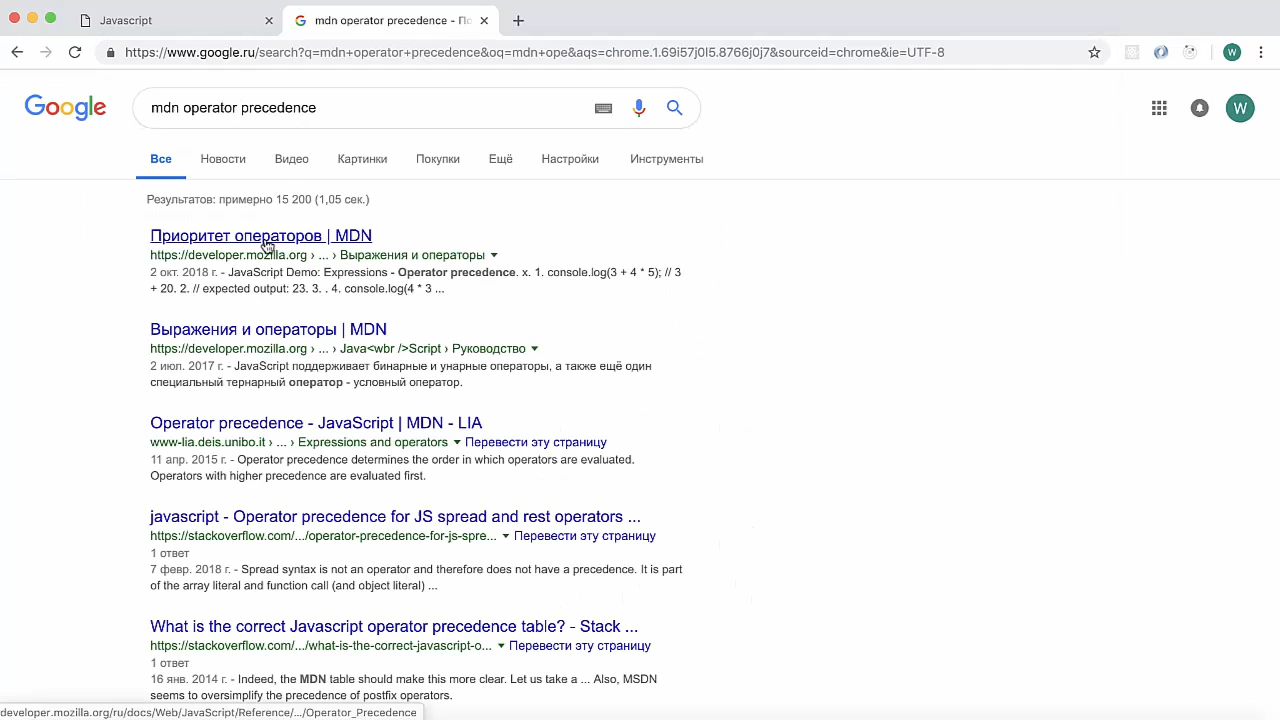 Javascript
mdn operator precedence - По
https://www.google.ru/search?q=mdn+operator+precedence&oq=mdn+ope&aqs=chrome.1.69i57j0l5.8766j0j7&sourceid=chrome&ie=UTF-8
W
Google
mdn operator precedence
W
Все Новости Видео Картинки Покупки Ещё Настройки Инструменты
Результатов: примерно 15 200 (1,05 сек.)
Приоритет операторов | MDN
https://developer.mozilla.org › ... › Выражения и операторы
2 окт. 2018 г. - JavaScript Demo: Expressions - Operator precedence. x. 1. console.log(3 + 4 * 5); // 3
+ 20. 2. // expected output: 23. 3. . 4. console.log(4 * 3 ...
Выражения и операторы | MDN
https://developer.mozilla.org › ... › Java<wbr />Script › Руководство
2 июл. 2017 г. - JavaScript поддерживает бинарные и унарные операторы, а также ещё один
специальный тернарный оператор - условный оператор.
Operator precedence - JavaScript | MDN - LIA
www-lia.deis.unibo.it › ... › Expressions and operators Перевести эту страницу
11 апр. 2015 г. - Operator precedence determines the order in which operators are evaluated.
Operators with higher precedence are evaluated first.
javascript - Operator precedence for JS spread and rest operators ...
https://stackoverflow.com/.../operator-precedence-for-js-spre... Перевести эту страницу
1 ответ
7 февр. 2018 г. - Spread syntax is not an operator and therefore does not have a precedence. It is part
of the array literal and function call (and object literal) ...
What is the correct Javascript operator precedence table? - Stack ...
https://stackoverflow.com/.../what-is-the-correct-javascript-o... Перевести эту страницу
1 ответ
16 янв. 2014 г. - Indeed, the MDN table should make this more clear. Let us take a ... Also, MSDN
seems to oversimplify the precedence of postfix operators.
developer.mozilla.org/ru/docs/Web/JavaScript/Reference/.../Operator_Precedence